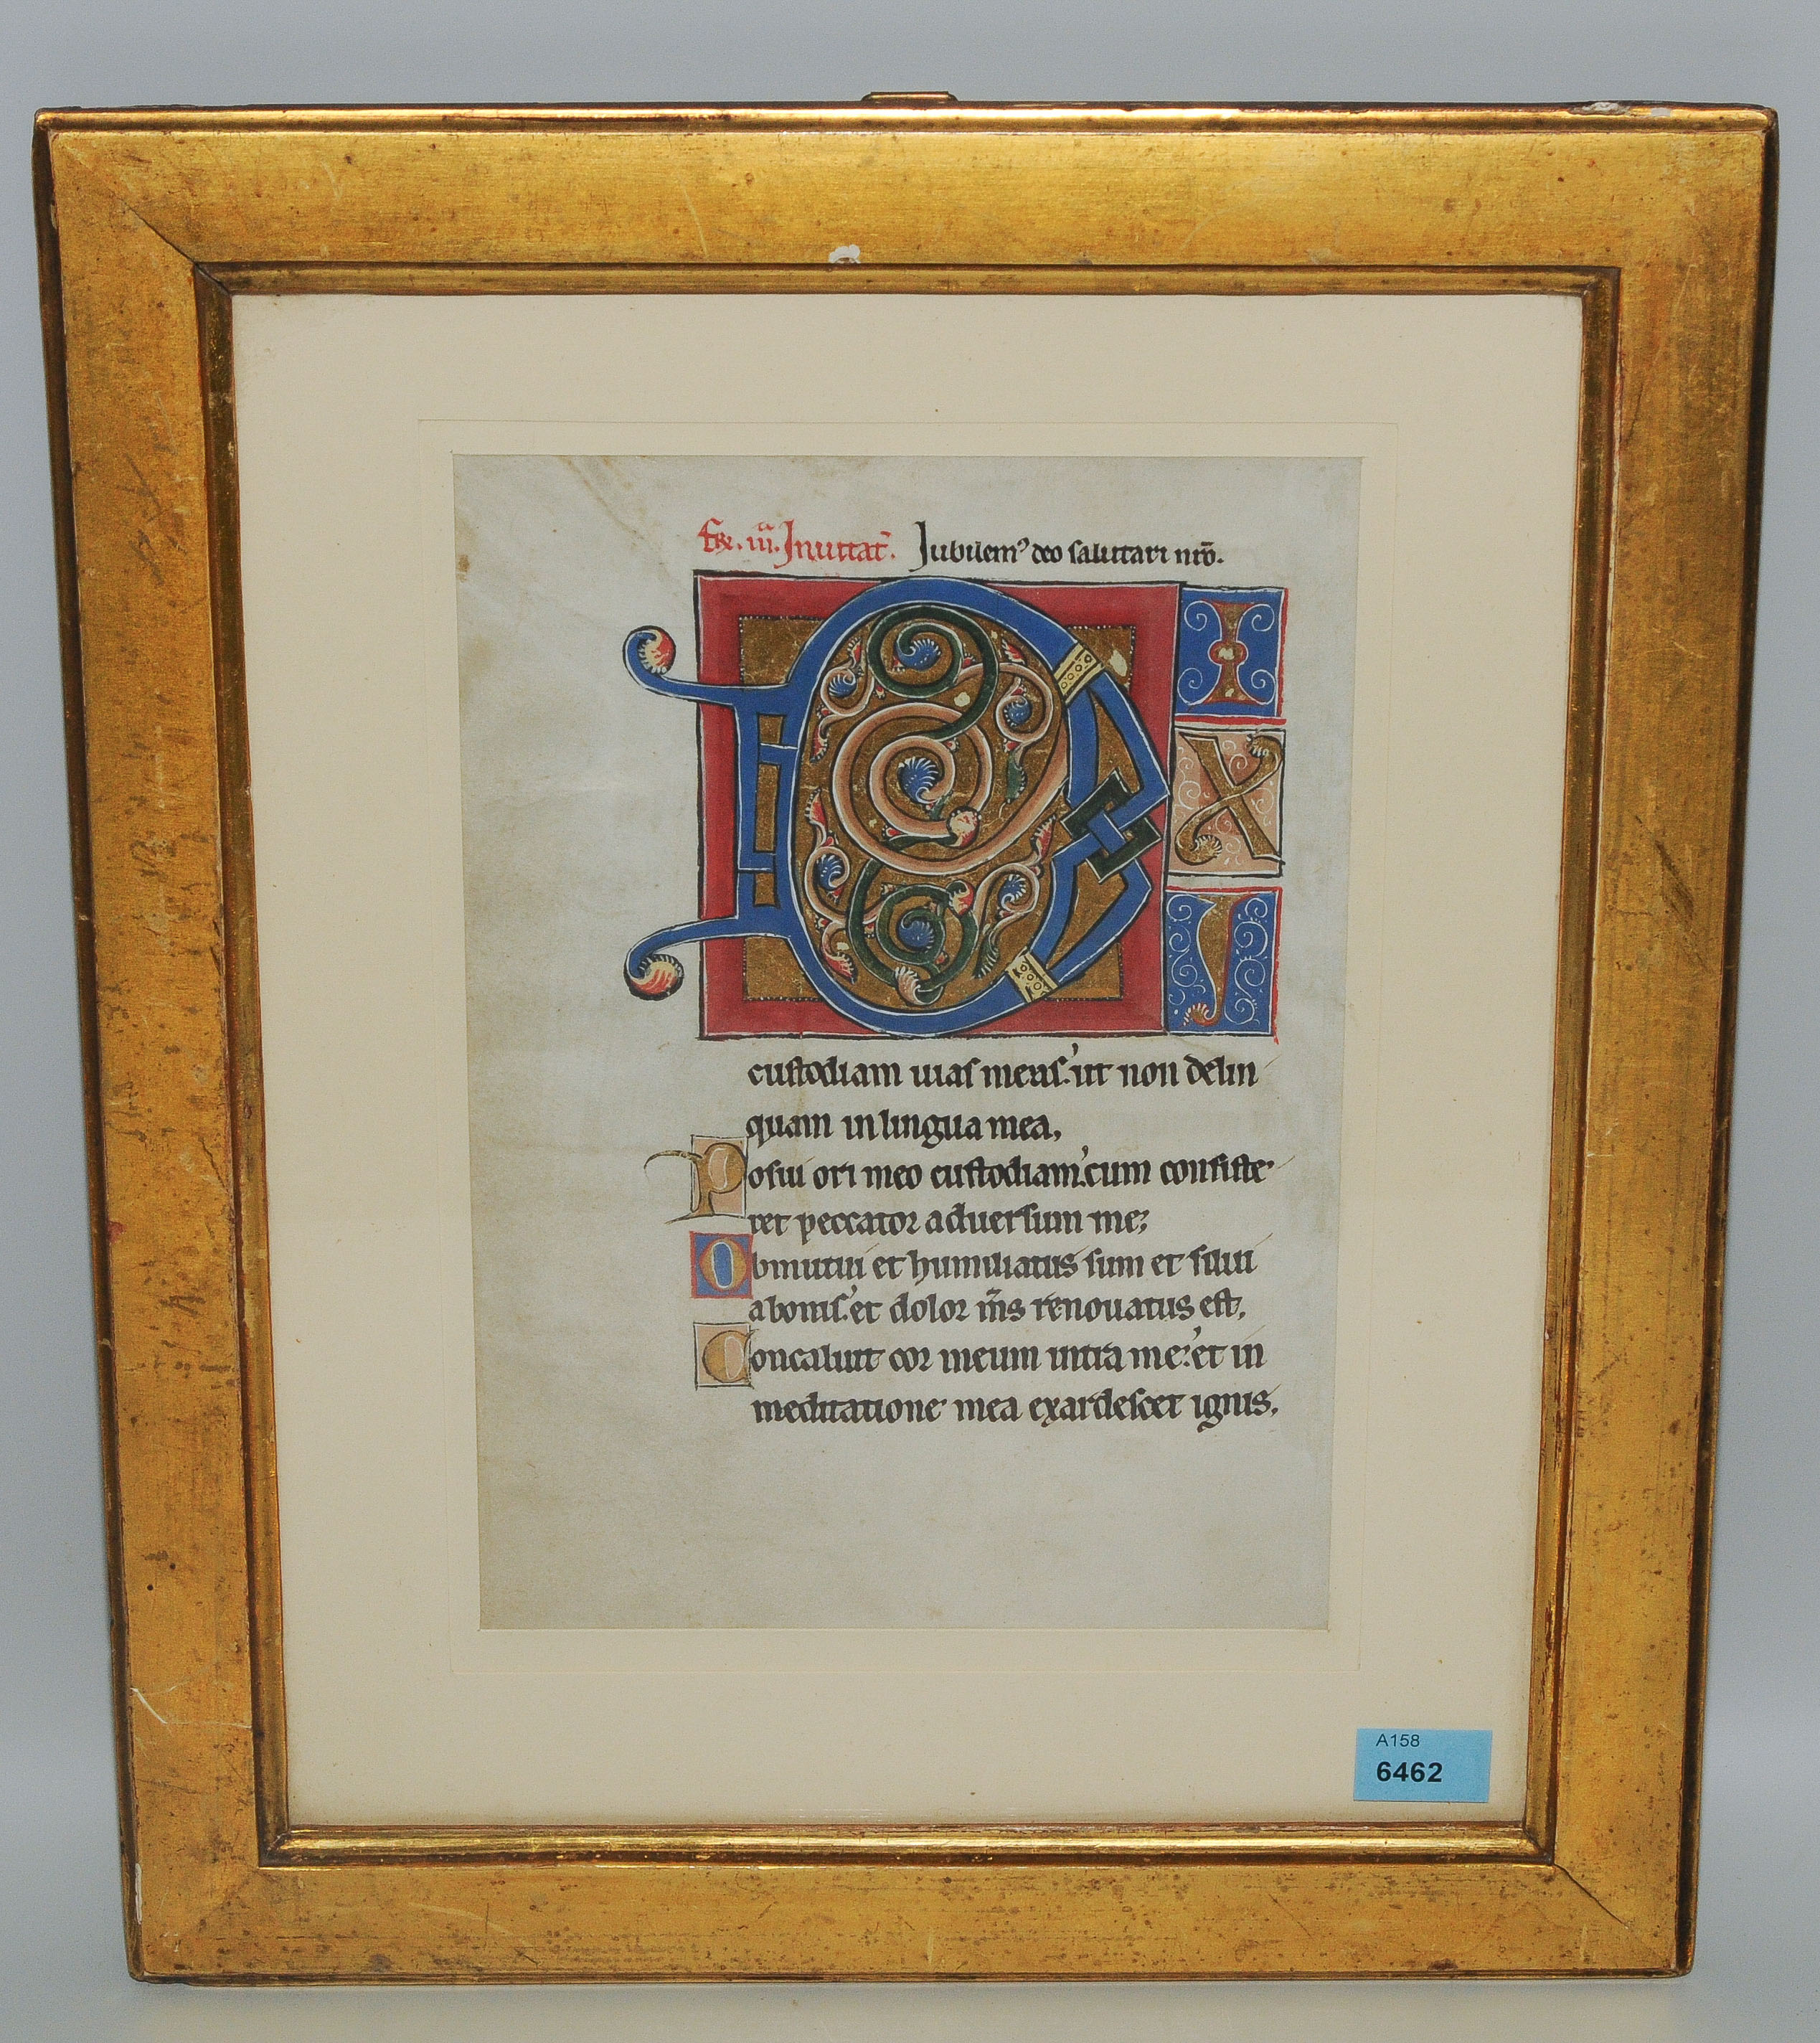 Fr̄. iii.ͣ Inuitat̄. Jubilem᾽ deo salutari nr̄o.
DIXI
custodiam uias meas: ut non delin
quam in lingua mea.
Posui ori meo custodiam: cum consiste
ret peccator aduersum me;
Obmutui et humiliatus sum et silui
a bonis: et dolor m̄s renouatus est.
Concaluit cor meum intra me: et in
meditatione mea exardescet ignis.
A158
6462